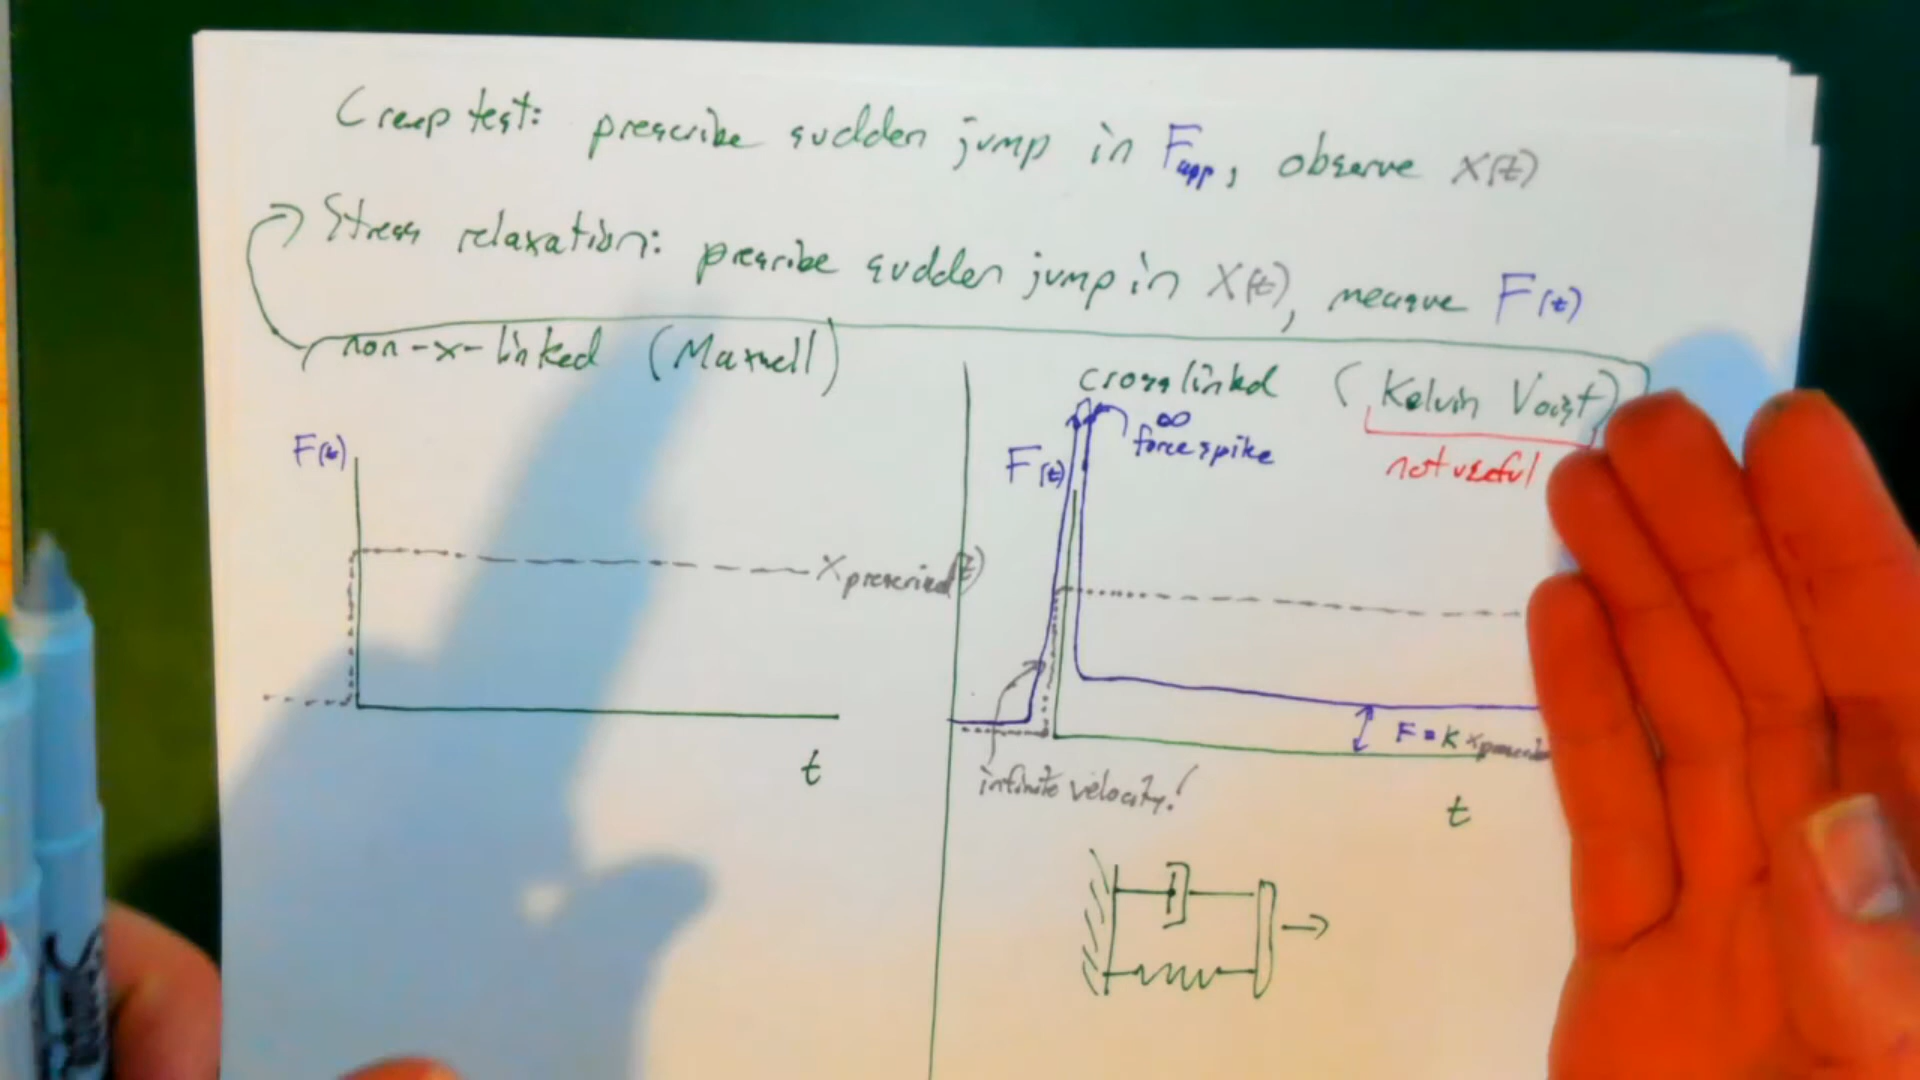 Creep test: prescribe sudden jump in Fapp, observe X(t)
Stress relaxation: prescribe sudden jump in X(t), measure F(t)
non-x-linked (Maxwell)
crosslinked (Kelvin Voigt)
not useful
∞
force spike
F(t)
F(t)
X prescribed(t)
F = K x
infinite velocity!
t
t